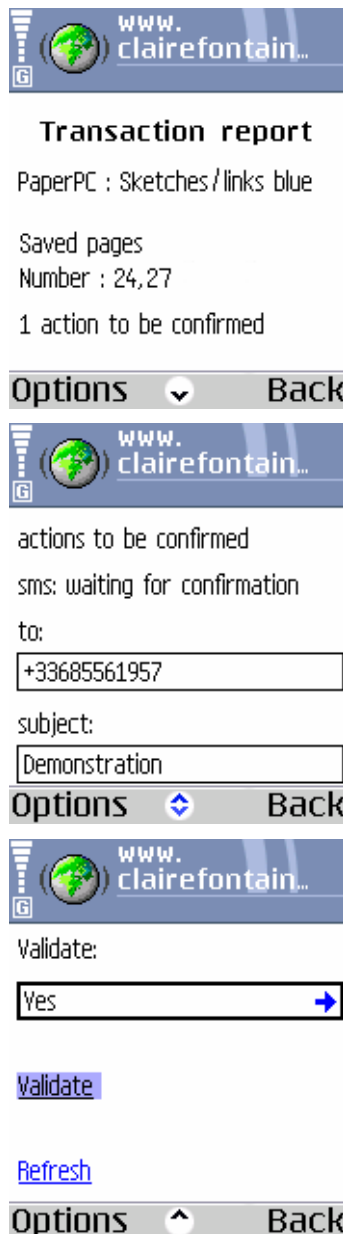 www.
clairefontain...
G
Transaction report
PaperPC : Sketches/links blue
Saved pages
Number : 24,27
1 action to be confirmed
Options Back
www.
clairefontain...
G
actions to be confirmed
sms: waiting for confirmation
to:
+33685561957
subject:
Demonstration
Options Back
www.
clairefontain...
G
Validate:
Yes
Validate
Refresh
Options Back